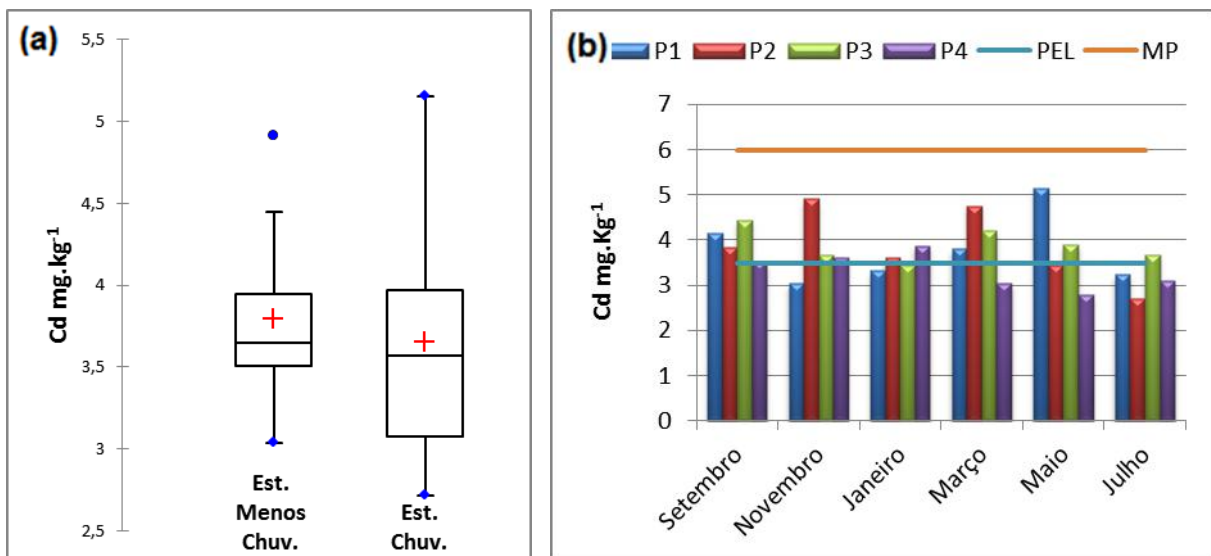 (a)
5,5
5
4,5
4
3,5
3
2,5
Cd mg.kg⁻¹
Est.
Menos
Chuv.
Est.
Chuv.
(b)
P1 P2 P3 P4 PEL MP
7
6
5
4
3
2
1
0
Cd mg.Kg⁻¹
Setembro
Novembro
Janeiro
Março
Maio
Julho